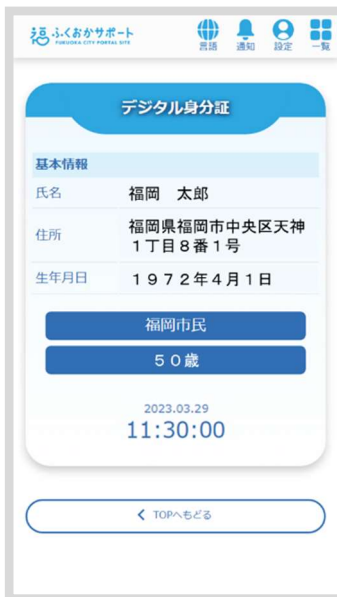 福 ふくおかサポート
FUKUOKA CITY PORTAL SITE
言語 通知 設定 一覧
デジタル身分証
基本情報
氏名 福岡 太郎
住所 福岡県福岡市中央区天神
1丁目8番1号
生年月日 1972年4月1日
福岡市民
50歳
2023.03.29
11:30:00
TOPへもどる